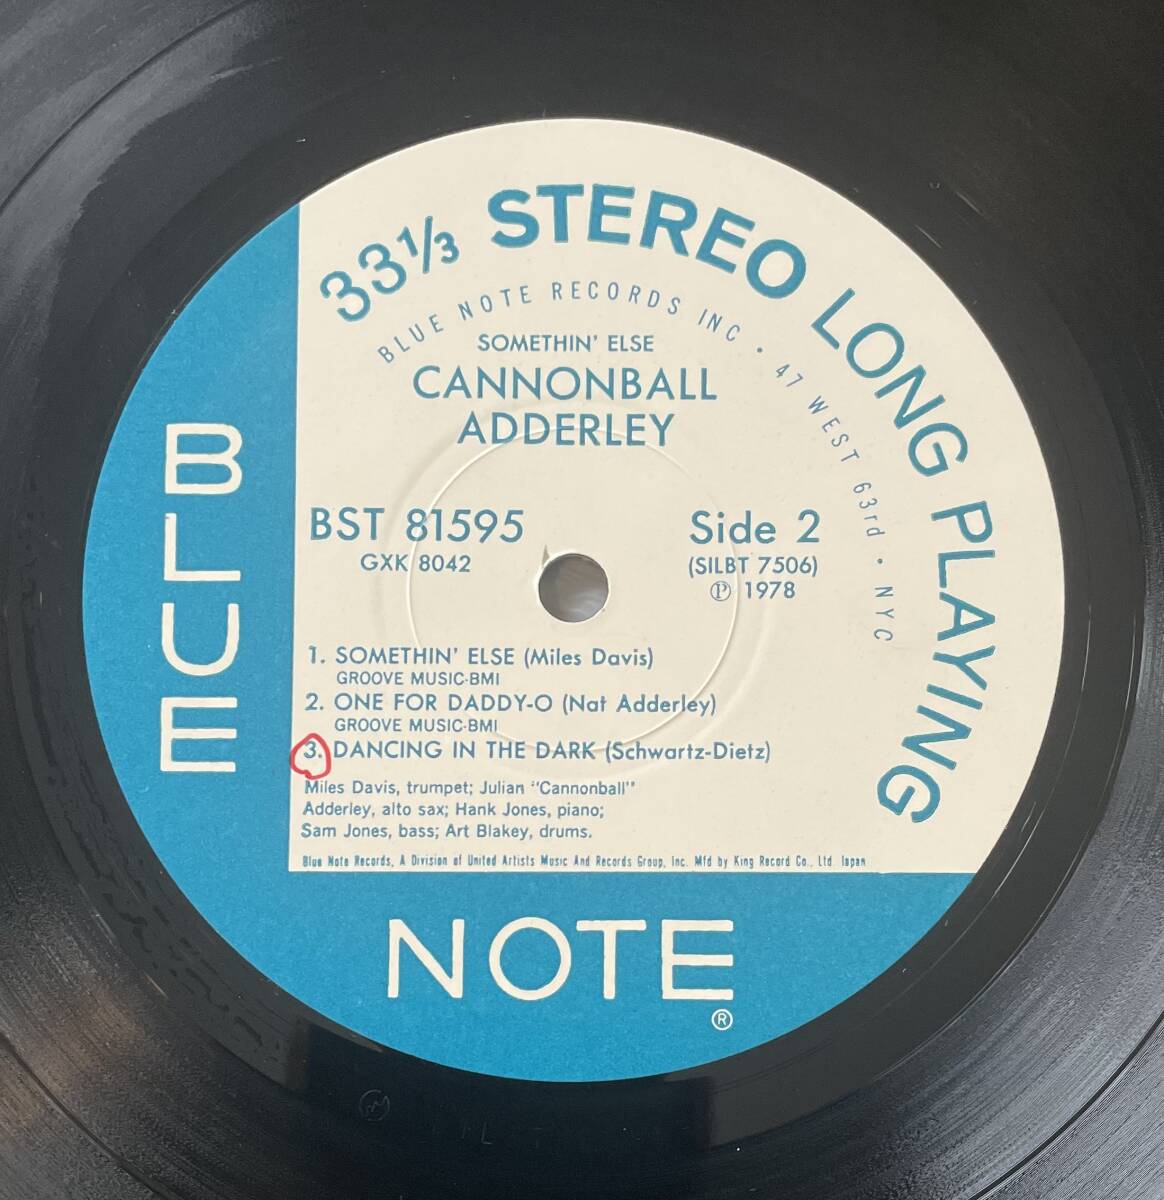 33⅓ STEREO LONG PLAYING
BLUE NOTE RECORDS INC · 47 WEST 63rd · NYC
SOMETHIN' ELSE
CANNONBALL
ADDERLEY
BST 81595
GXK 8042
Side 2
(SILBT 7506)
Ⓟ 1978
1. SOMETHIN' ELSE (Miles Davis)
GROOVE MUSIC-BMI
2. ONE FOR DADDY-O (Nat Adderley)
GROOVE MUSIC-BMI
3. DANCING IN THE DARK (Schwartz-Dietz)
Miles Davis, trumpet; Julian "Cannonball"
Adderley, alto sax; Hank Jones, piano;
Sam Jones, bass; Art Blakey, drums.
Blue Note Records, A Division of United Artists Music And Records Group, Inc. Mfd by King Record Co., Ltd. Japan
BLUE
NOTE
®